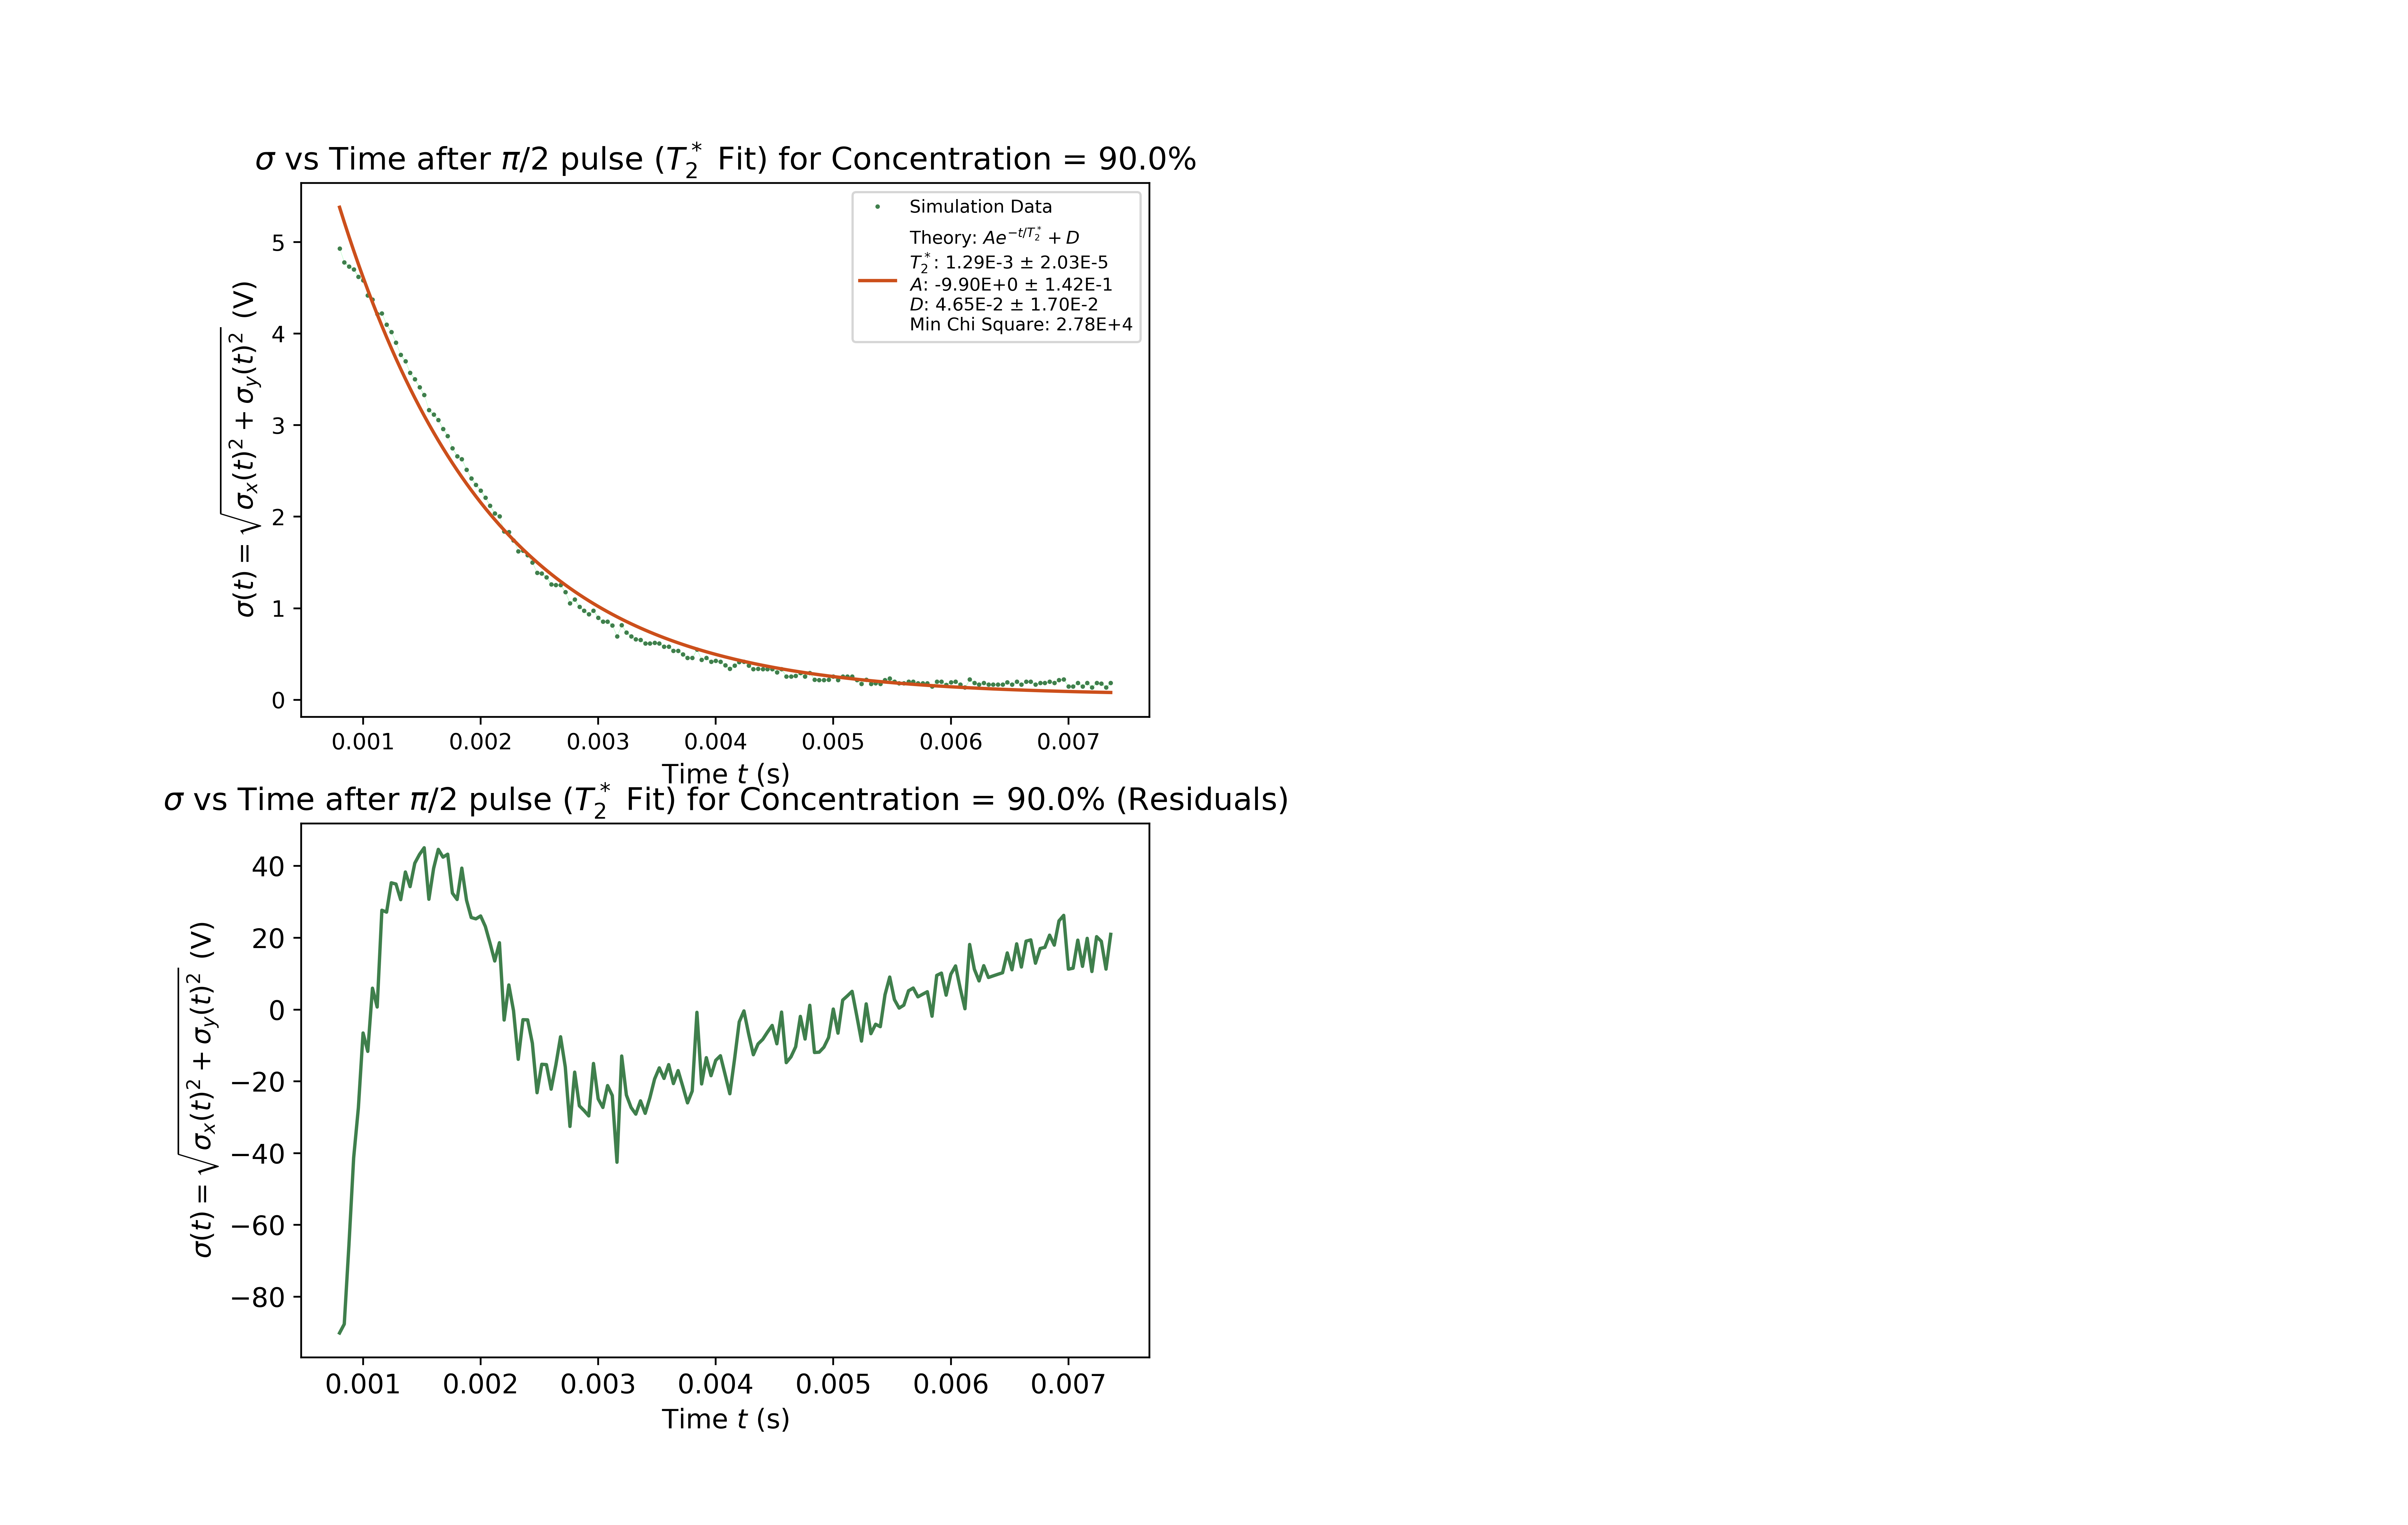 σ vs Time after π/2 pulse (T₂* Fit) for Concentration = 90.0%
σ(t) = √σₓ(t)² + σᵧ(t)² (V)
5
4
3
2
1
0
Simulation Data
Theory: Ae^{-t/T₂*} + D
T₂*: 1.29E-3 ± 2.03E-5
A: -9.90E+0 ± 1.42E-1
D: 4.65E-2 ± 1.70E-2
Min Chi Square: 2.78E+4
0.001 0.002 0.003 0.004 0.005 0.006 0.007
Time t (s)
σ vs Time after π/2 pulse (T₂* Fit) for Concentration = 90.0% (Residuals)
σ(t) = √σₓ(t)² + σᵧ(t)² (V)
40
20
0
−20
−40
−60
−80
0.001 0.002 0.003 0.004 0.005 0.006 0.007
Time t (s)